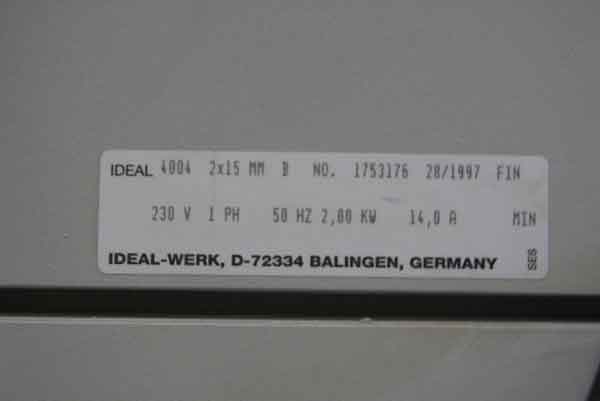 IDEAL 4004 2x15 MM B NO. 1753176 28/1997 FIN
230 V 1 PH 50 HZ 2,00 KW 14,0 A MIN
IDEAL-WERK, D-72334 BALINGEN, GERMANY
SES